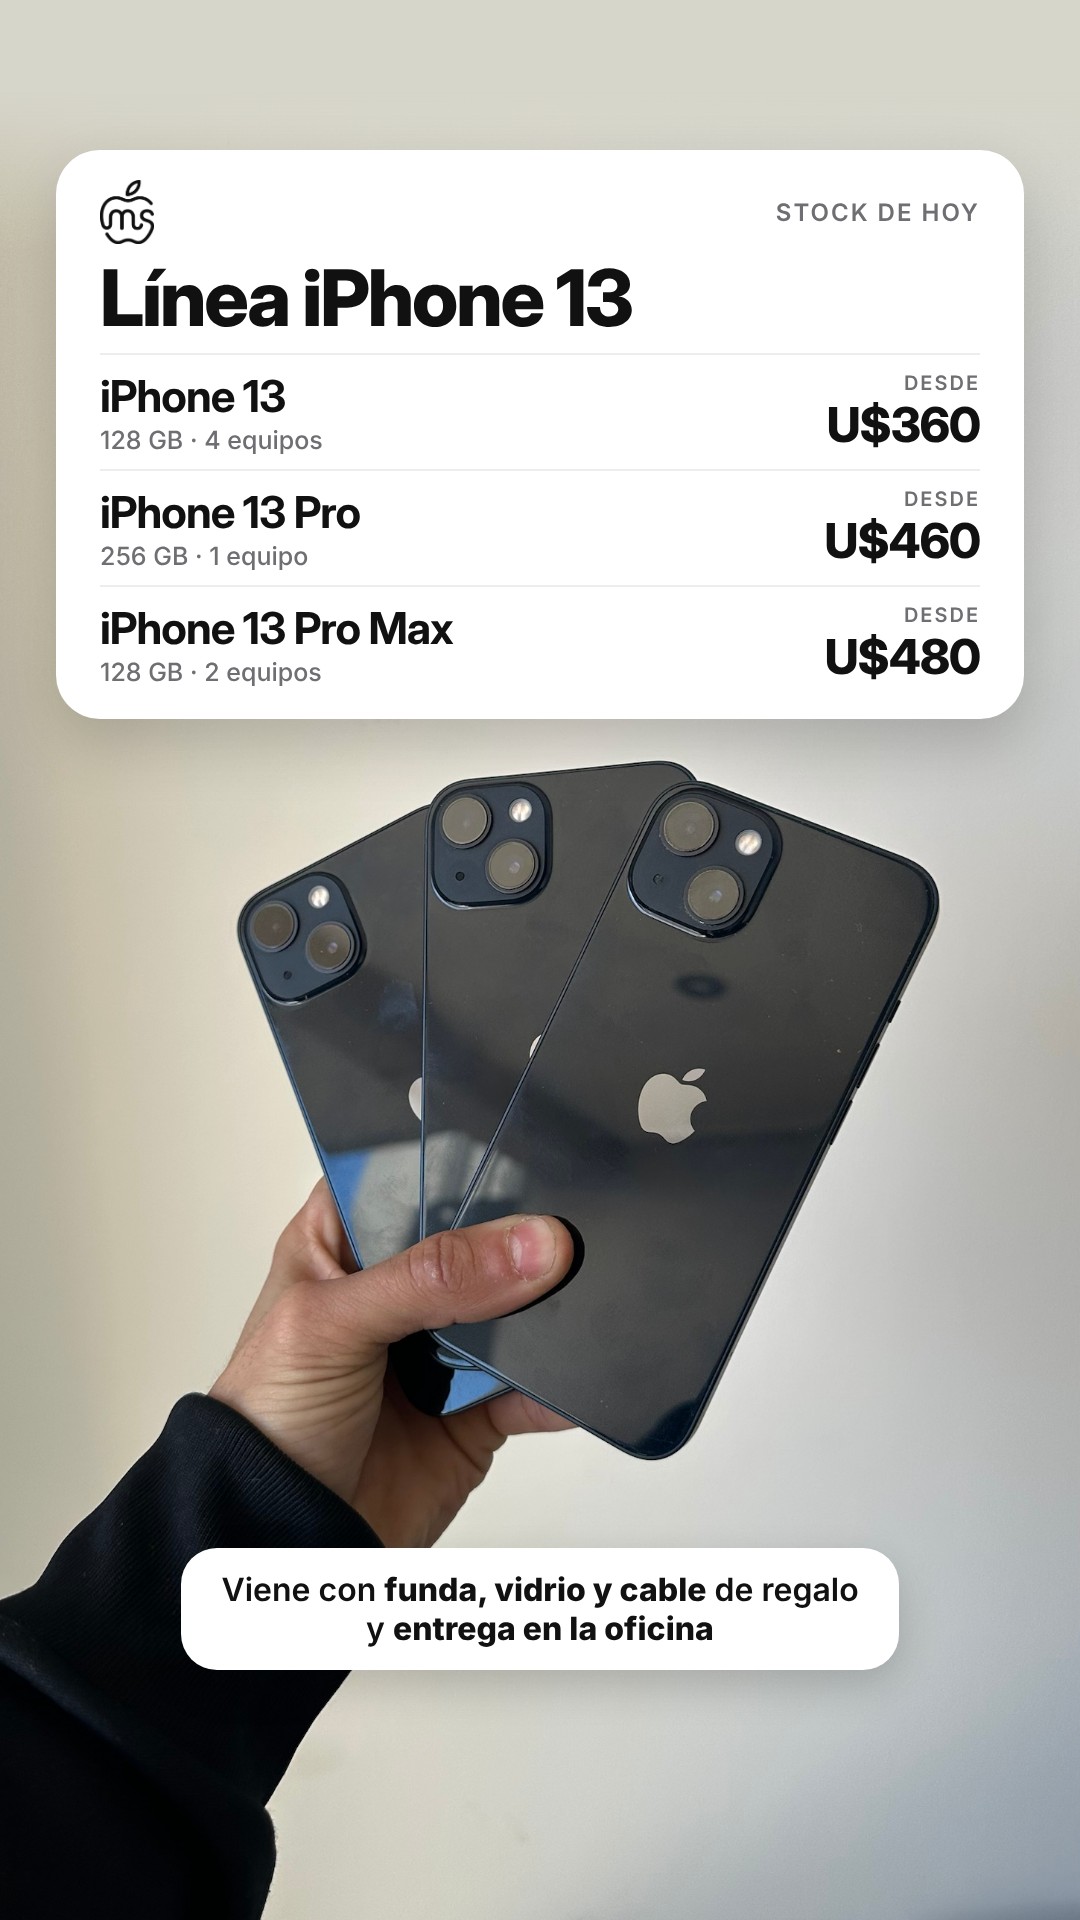 ms
STOCK DE HOY
Línea iPhone 13
iPhone 13
128 GB · 4 equipos
DESDE
U$360
iPhone 13 Pro
256 GB · 1 equipo
DESDE
U$460
iPhone 13 Pro Max
128 GB · 2 equipos
DESDE
U$480
Viene con funda, vidrio y cable de regalo
y entrega en la oficina